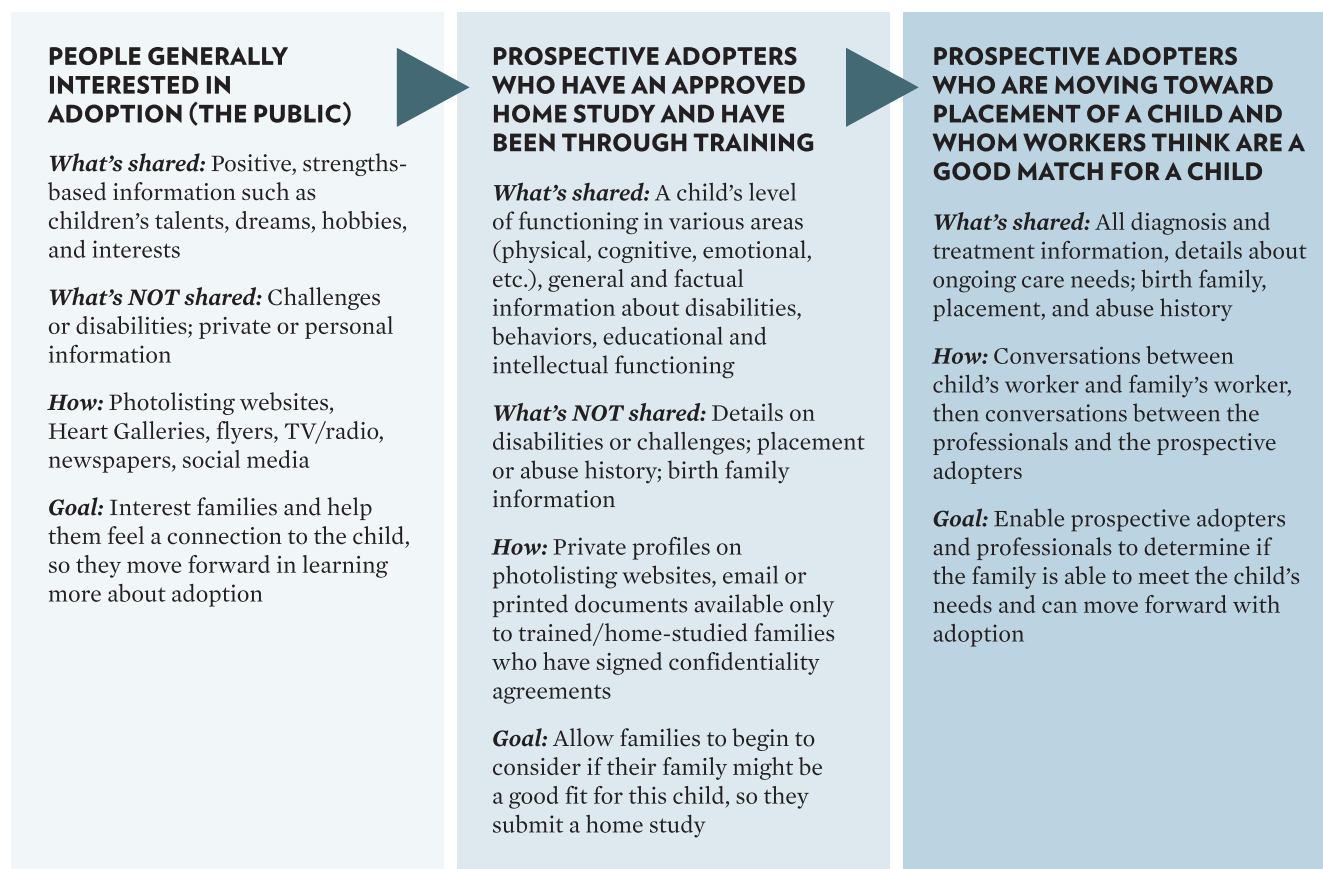 PEOPLE GENERALLY
INTERESTED IN
ADOPTION (THE PUBLIC)
What's shared: Positive, strengths-
based information such as
children's talents, dreams, hobbies,
and interests
What's NOT shared: Challenges
or disabilities; private or personal
information
How: Photolisting websites,
Heart Galleries, flyers, TV/radio,
newspapers, social media
Goal: Interest families and help
them feel a connection to the child,
so they move forward in learning
more about adoption
PROSPECTIVE ADOPTERS
WHO HAVE AN APPROVED
HOME STUDY AND HAVE
BEEN THROUGH TRAINING
What's shared: A child's level
of functioning in various areas
(physical, cognitive, emotional,
etc.), general and factual
information about disabilities,
behaviors, educational and
intellectual functioning
What's NOT shared: Details on
disabilities or challenges; placement
or abuse history; birth family
information
How: Private profiles on
photolisting websites, email or
printed documents available only
to trained/home-studied families
who have signed confidentiality
agreements
Goal: Allow families to begin to
consider if their family might be
a good fit for this child, so they
submit a home study
PROSPECTIVE ADOPTERS
WHO ARE MOVING TOWARD
PLACEMENT OF A CHILD AND
WHOM WORKERS THINK ARE A
GOOD MATCH FOR A CHILD
What's shared: All diagnosis and
treatment information, details about
ongoing care needs; birth family,
placement, and abuse history
How: Conversations between
child's worker and family's worker,
then conversations between the
professionals and the prospective
adopters
Goal: Enable prospective adopters
and professionals to determine if
the family is able to meet the child's
needs and can move forward with
adoption